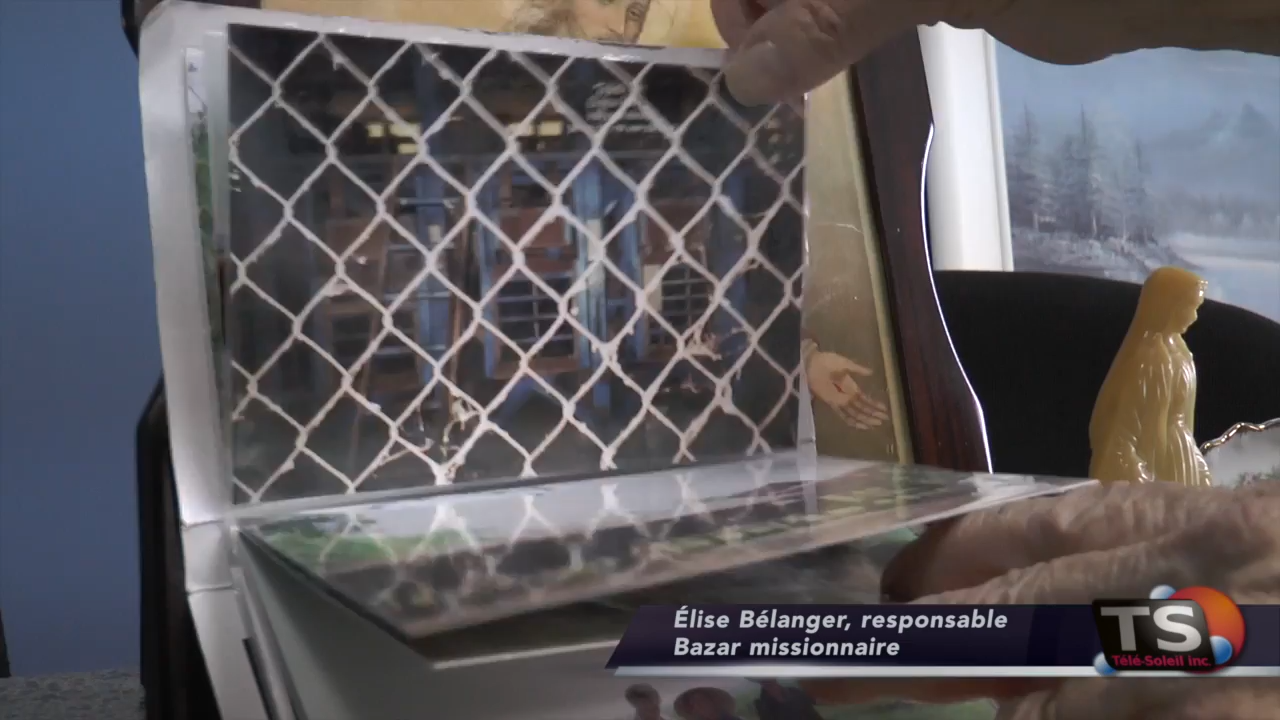 Élise Bélanger, responsable
Bazar missionnaire
TS
Télé-Soleil inc.